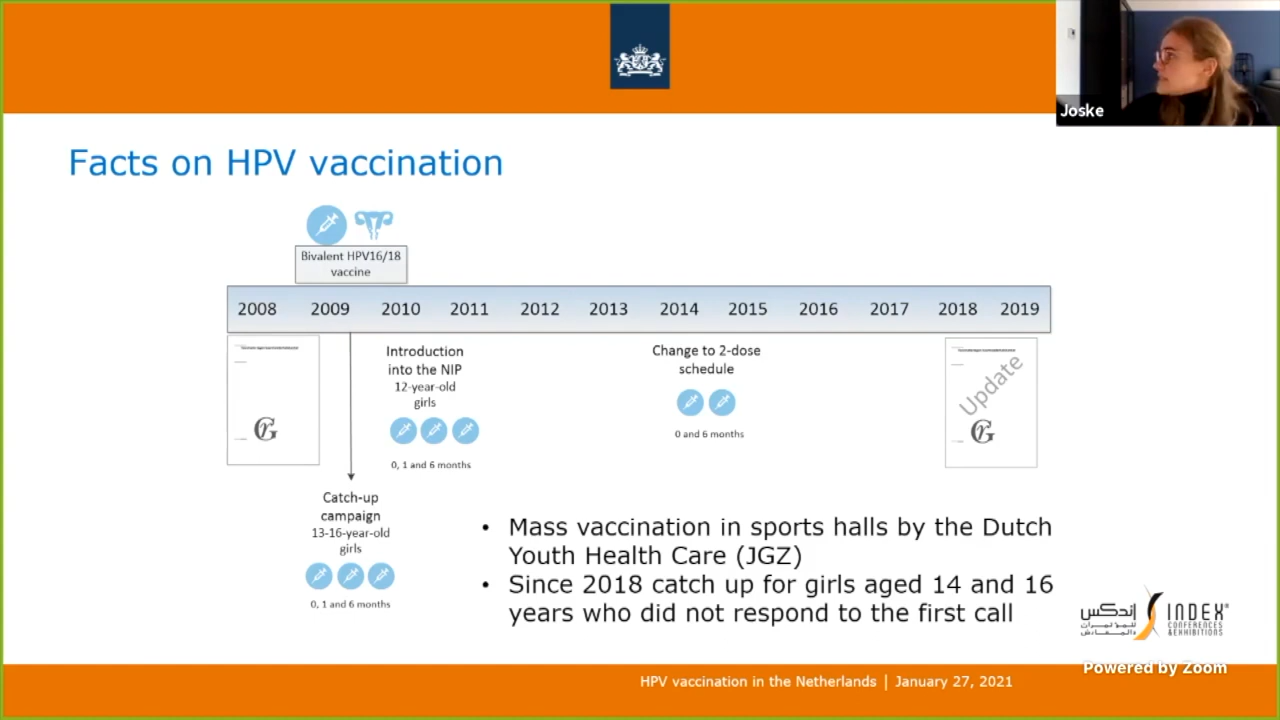 Joske
Facts on HPV vaccination
Bivalent HPV16/18
vaccine
2008 2009 2010 2011 2012 2013 2014 2015 2016 2017 2018 2019
Introduction
into the NIP
12-year-old
girls
0, 1 and 6 months
Change to 2-dose
schedule
0 and 6 months
Update
GR
GR
Catch-up
campaign
13-16-year-old
girls
0, 1 and 6 months
• Mass vaccination in sports halls by the Dutch
Youth Health Care (JGZ)
• Since 2018 catch up for girls aged 14 and 16
years who did not respond to the first call
إندكس
INDEX
CONFERENCES
& EXHIBITIONS
Powered by Zoom
HPV vaccination in the Netherlands | January 27, 2021